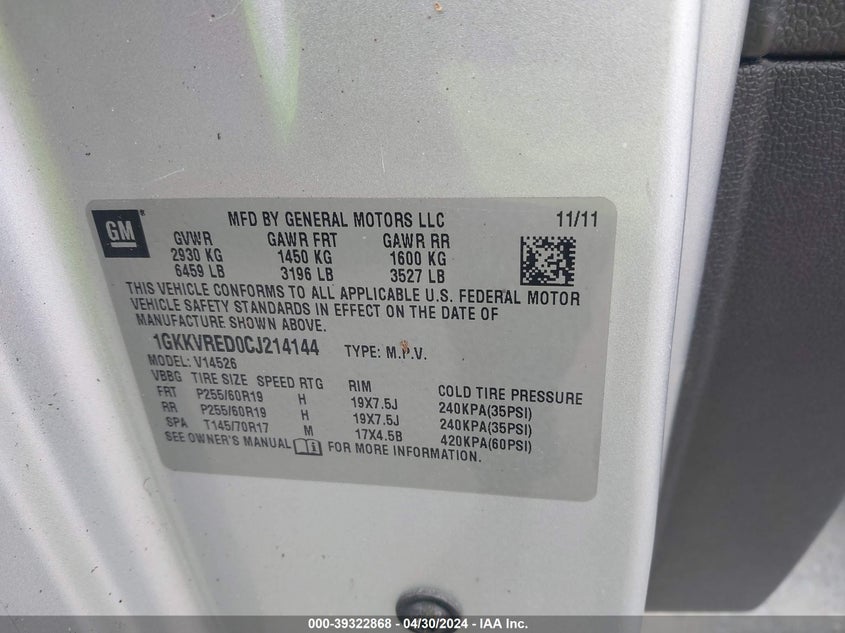 GM ® MFD BY GENERAL MOTORS LLC 11/11
GVWR GAWR FRT GAWR RR
2930 KG 1450 KG 1600 KG
6459 LB 3196 LB 3527 LB
THIS VEHICLE CONFORMS TO ALL APPLICABLE U.S. FEDERAL MOTOR
VEHICLE SAFETY STANDARDS IN EFFECT ON THE DATE OF
MANUFACTURE SHOWN ABOVE.
1GKKVRED0CJ214144 TYPE: M.P.V.
MODEL: V14526
VBBG TIRE SIZE SPEED RTG RIM COLD TIRE PRESSURE
FRT P255/60R19 H 19X7.5J 240KPA(35PSI)
RR P255/60R19 H 19X7.5J 240KPA(35PSI)
SPA T145/70R17 M 17X4.5B 420KPA(60PSI)
SEE OWNER'S MANUAL FOR MORE INFORMATION.
000-39322868 - 04/30/2024 - IAA Inc.